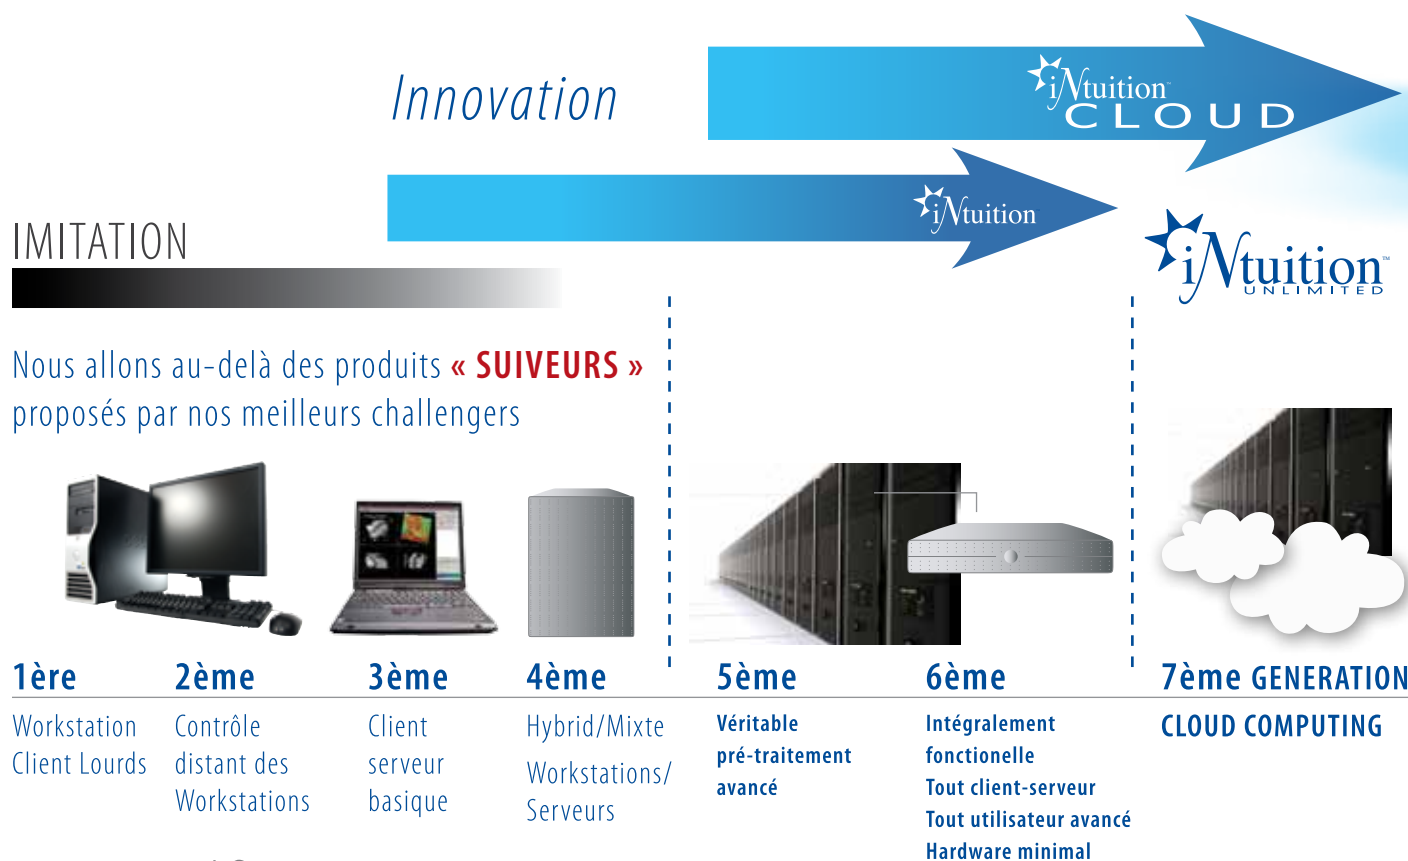 Innovation
iNtuition™
CLOUD
iNtuition
IMITATION
iNtuition™
UNLIMITED
Nous allons au-delà des produits « SUIVEURS »
proposés par nos meilleurs challengers
1ère
Workstation
Client Lourds
2ème
Contrôle
distant des
Workstations
3ème
Client
serveur
basique
4ème
Hybrid/Mixte
Workstations/
Serveurs
5ème
Véritable
pré-traitement
avancé
6ème
Intégralement
fonctionelle
Tout client-serveur
Tout utilisateur avancé
Hardware minimal
7ème GENERATION
CLOUD COMPUTING